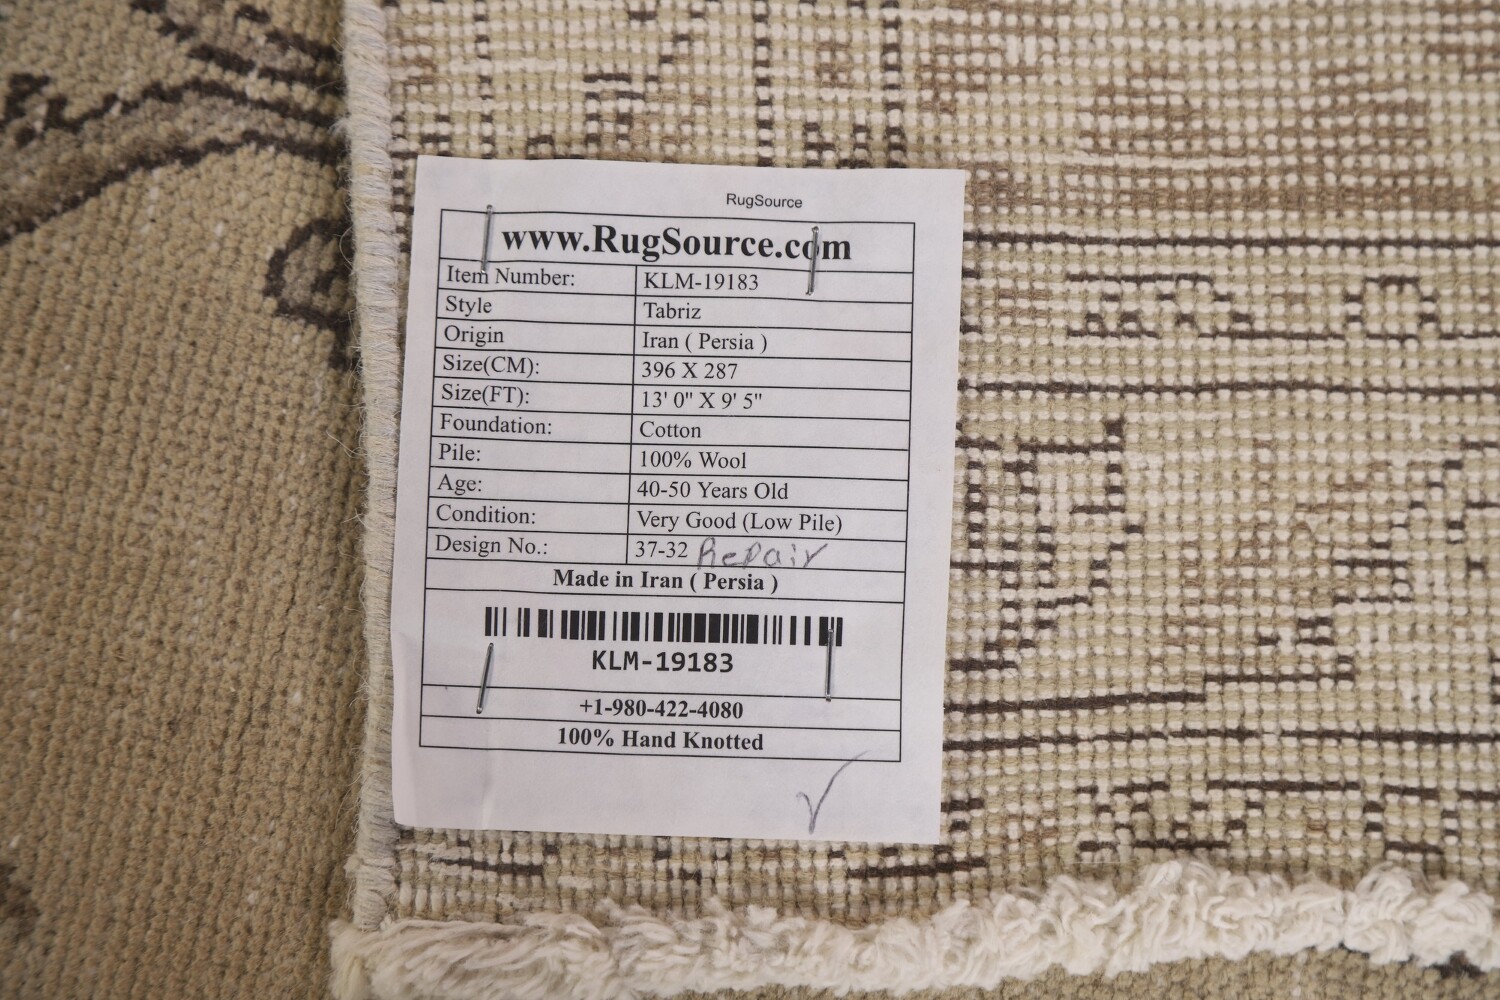 RugSource
www.RugSource.com
Item Number: KLM-19183
Style Tabriz
Origin Iran ( Persia )
Size(CM): 396 X 287
Size(FT): 13' 0" X 9' 5"
Foundation: Cotton
Pile: 100% Wool
Age: 40-50 Years Old
Condition: Very Good (Low Pile)
Design No.: 37-32 Repair
Made in Iran ( Persia )
KLM-19183
+1-980-422-4080
100% Hand Knotted